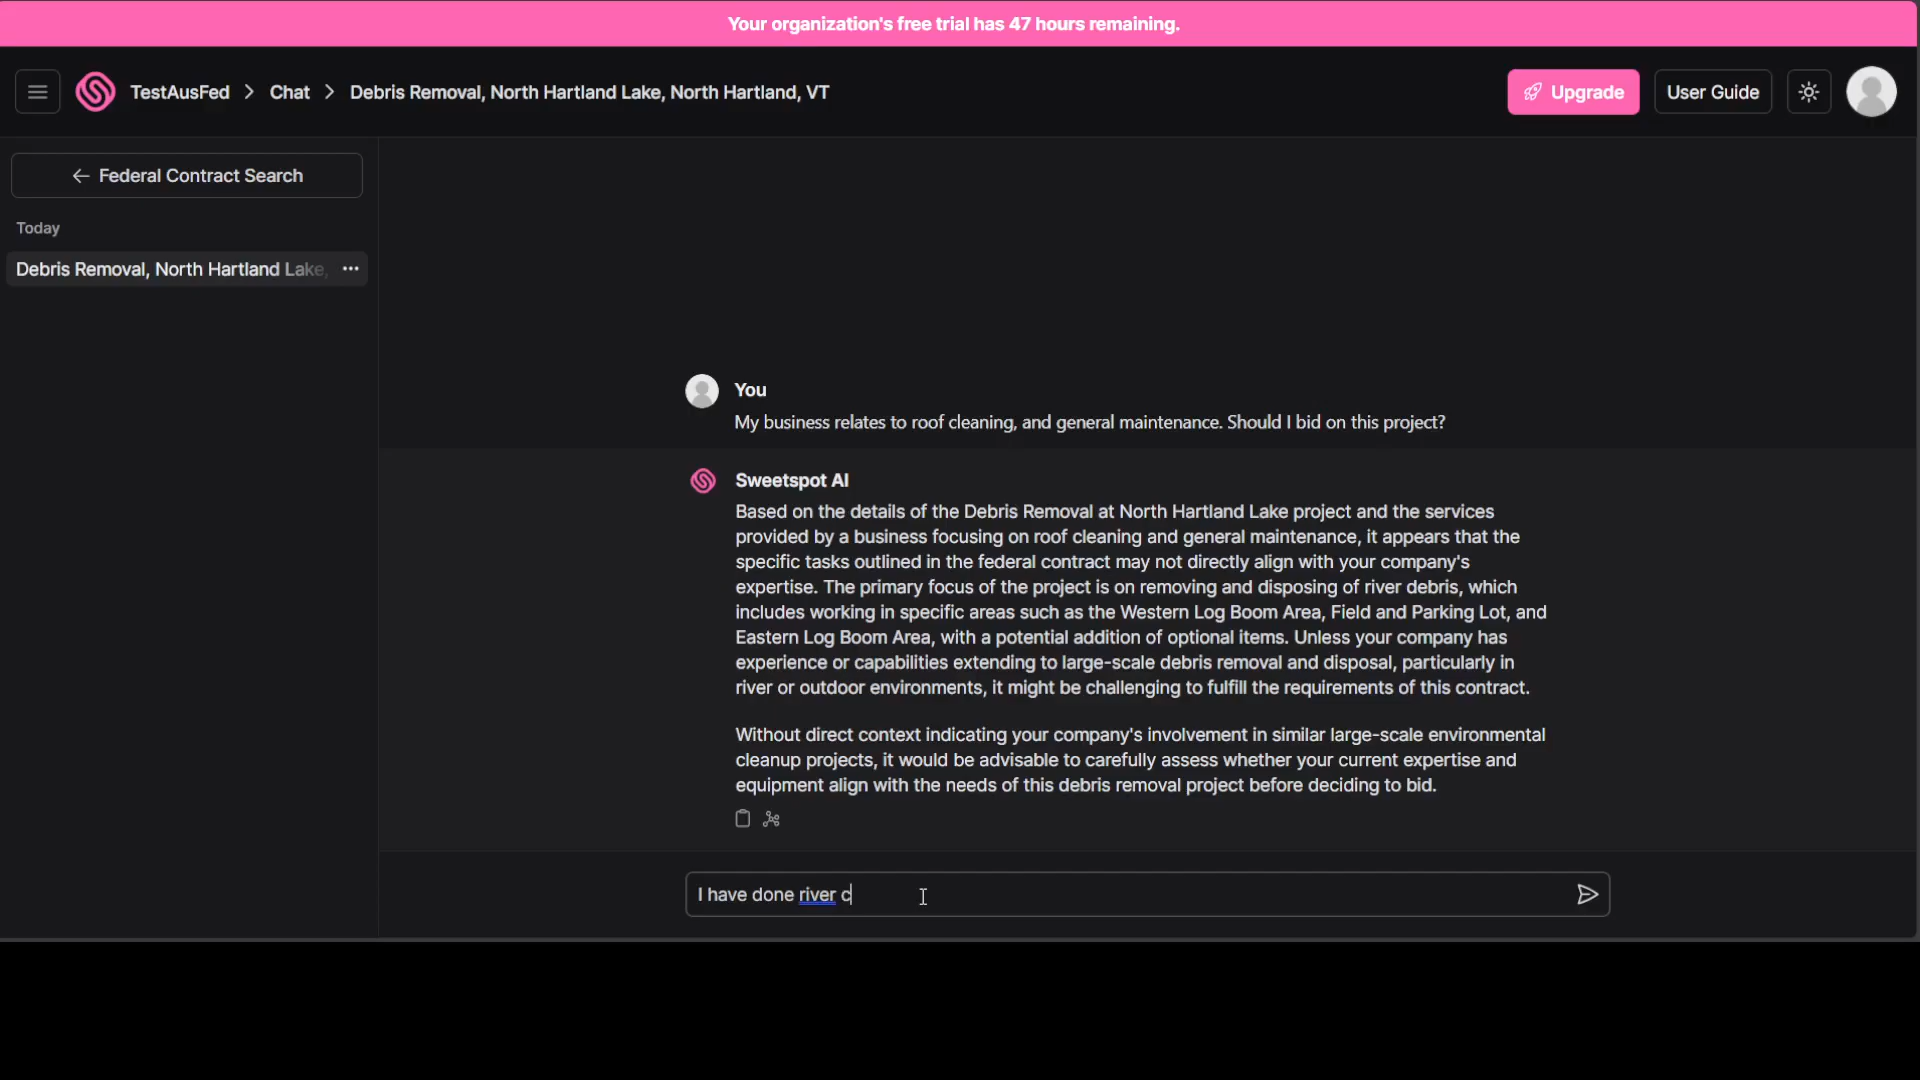 Your organization's free trial has 47 hours remaining.
TestAusFed > Chat > Debris Removal, North Hartland Lake, North Hartland, VT
Upgrade
User Guide
← Federal Contract Search
Today
Debris Removal, North Hartland Lake, ...
You
My business relates to roof cleaning, and general maintenance. Should I bid on this project?
Sweetspot AI
Based on the details of the Debris Removal at North Hartland Lake project and the services
provided by a business focusing on roof cleaning and general maintenance, it appears that the
specific tasks outlined in the federal contract may not directly align with your company's
expertise. The primary focus of the project is on removing and disposing of river debris, which
includes working in specific areas such as the Western Log Boom Area, Field and Parking Lot, and
Eastern Log Boom Area, with a potential addition of optional items. Unless your company has
experience or capabilities extending to large-scale debris removal and disposal, particularly in
river or outdoor environments, it might be challenging to fulfill the requirements of this contract.
Without direct context indicating your company's involvement in similar large-scale environmental
cleanup projects, it would be advisable to carefully assess whether your current expertise and
equipment align with the needs of this debris removal project before deciding to bid.
I have done river c